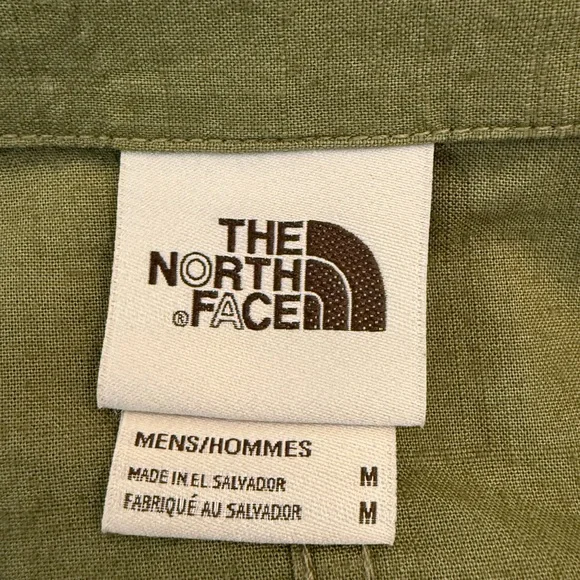 THE
NORTH
®FACE
MENS/HOMMES
MADE IN EL SALVADOR M
FABRIQUÉ AU SALVADOR M